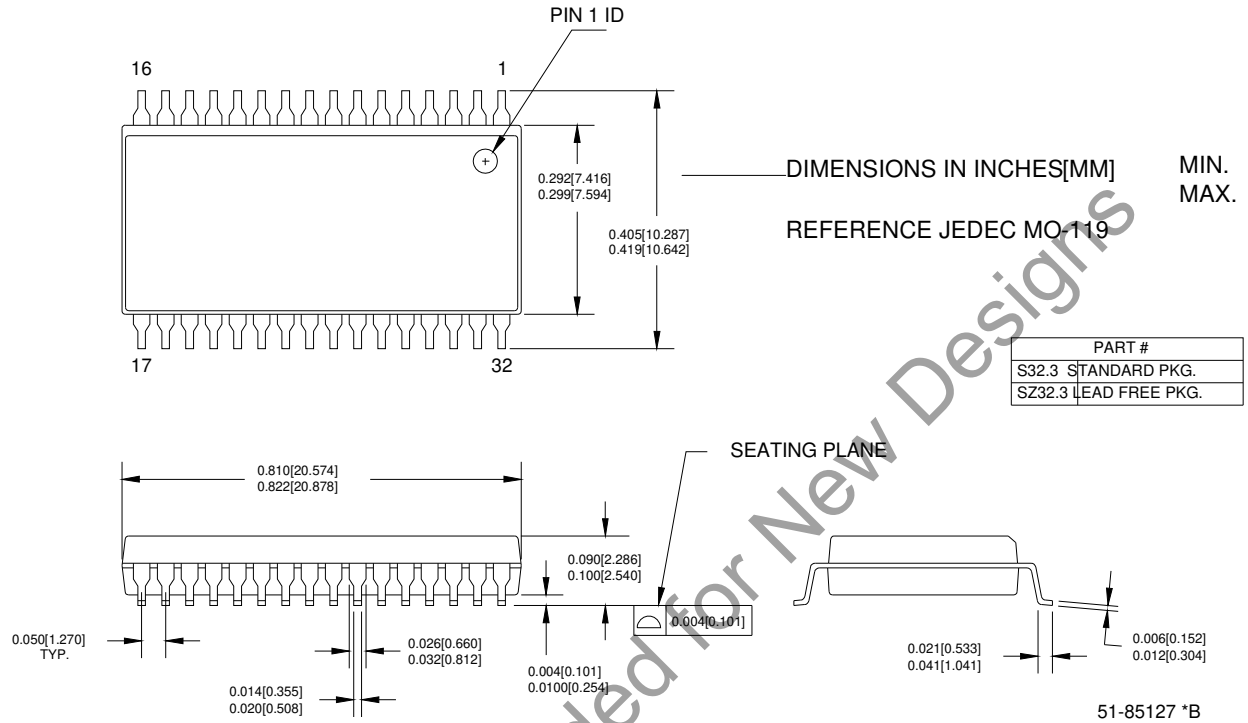 PIN 1 ID
16
1
0.292[7.416]
0.299[7.594]
0.405[10.287]
0.419[10.642]
DIMENSIONS IN INCHES[MM]
MIN.
MAX.
REFERENCE JEDEC MO-119
17
32
PART #
S32.3 STANDARD PKG.
SZ32.3 LEAD FREE PKG.
SEATING PLANE
0.810[20.574]
0.822[20.878]
0.090[2.286]
0.100[2.540]
0.004[0.101]
0.050[1.270]
TYP.
0.026[0.660]
0.032[0.812]
0.014[0.355]
0.020[0.508]
0.004[0.101]
0.0100[0.254]
0.021[0.533]
0.041[1.041]
0.006[0.152]
0.012[0.304]
51-85127 *B
ded for New Designs